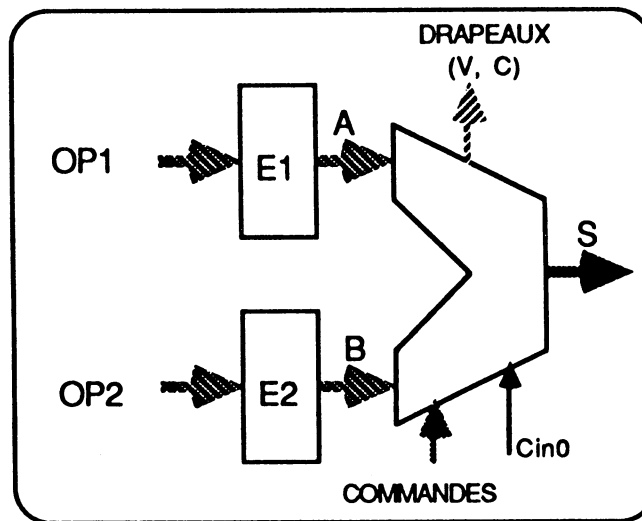 DRAPEAUX
(V, C)
OP1
E1
A
S
OP2
E2
B
Cin0
COMMANDES